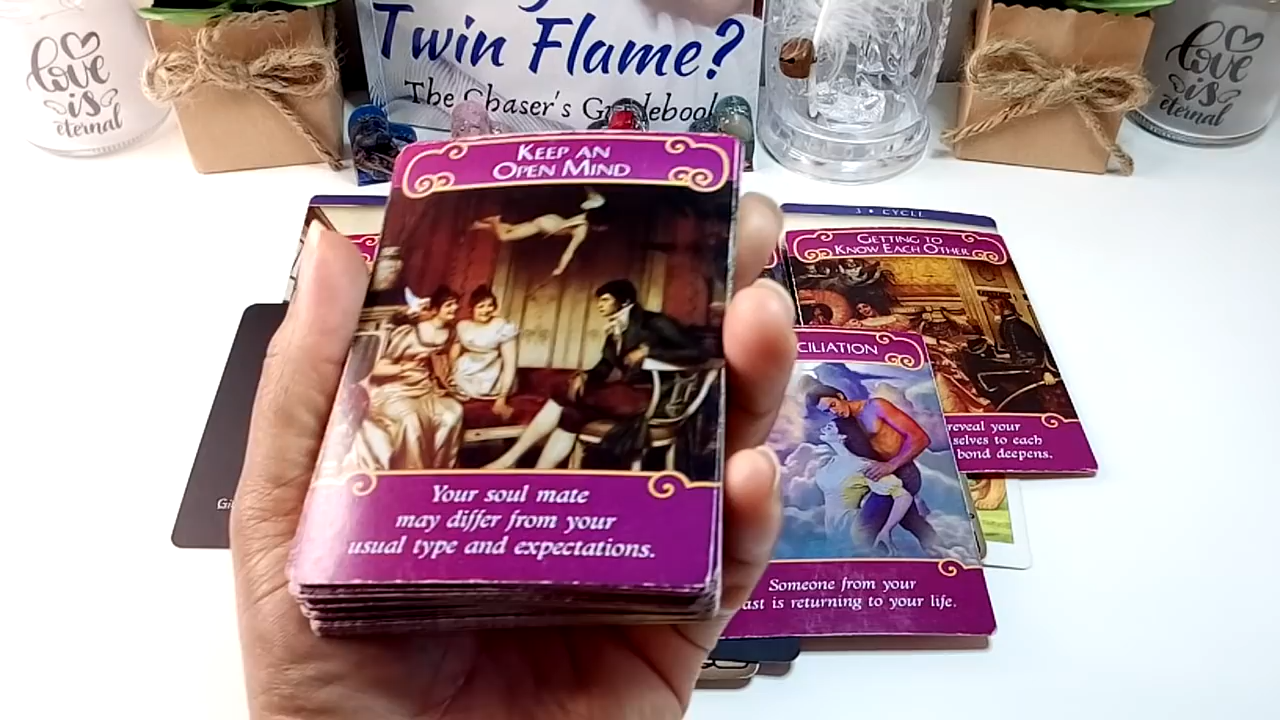 love
is
eternal
Twin Flame?
The Chaser's Guidebook
love
is
eternal
KEEP AN
OPEN MIND
Your soul mate
may differ from your
usual type and expectations.
3 • CYCLE
GETTING TO
KNOW EACH OTHER
reveal your
selves to each
bond deepens.
CILIATION
Someone from your
ast is returning to your life.